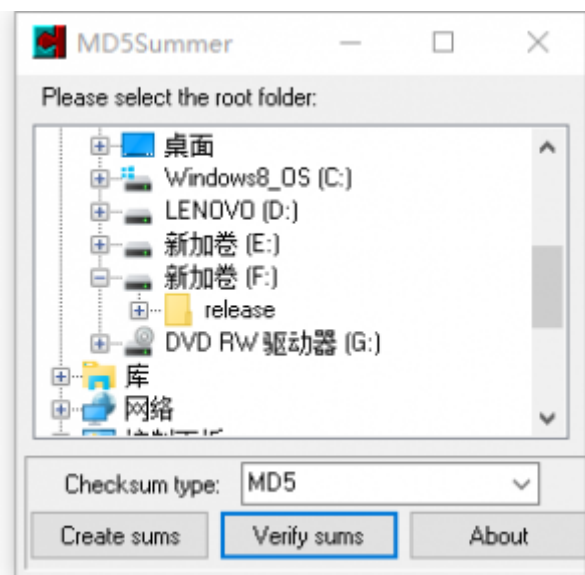 MD5Summer
Please select the root folder:
桌面
Windows8_OS (C:)
LENOVO (D:)
新加卷 (E:)
新加卷 (F:)
release
DVD RW 驱动器 (G:)
库
网络
Checksum type: MD5
Create sums Verify sums About